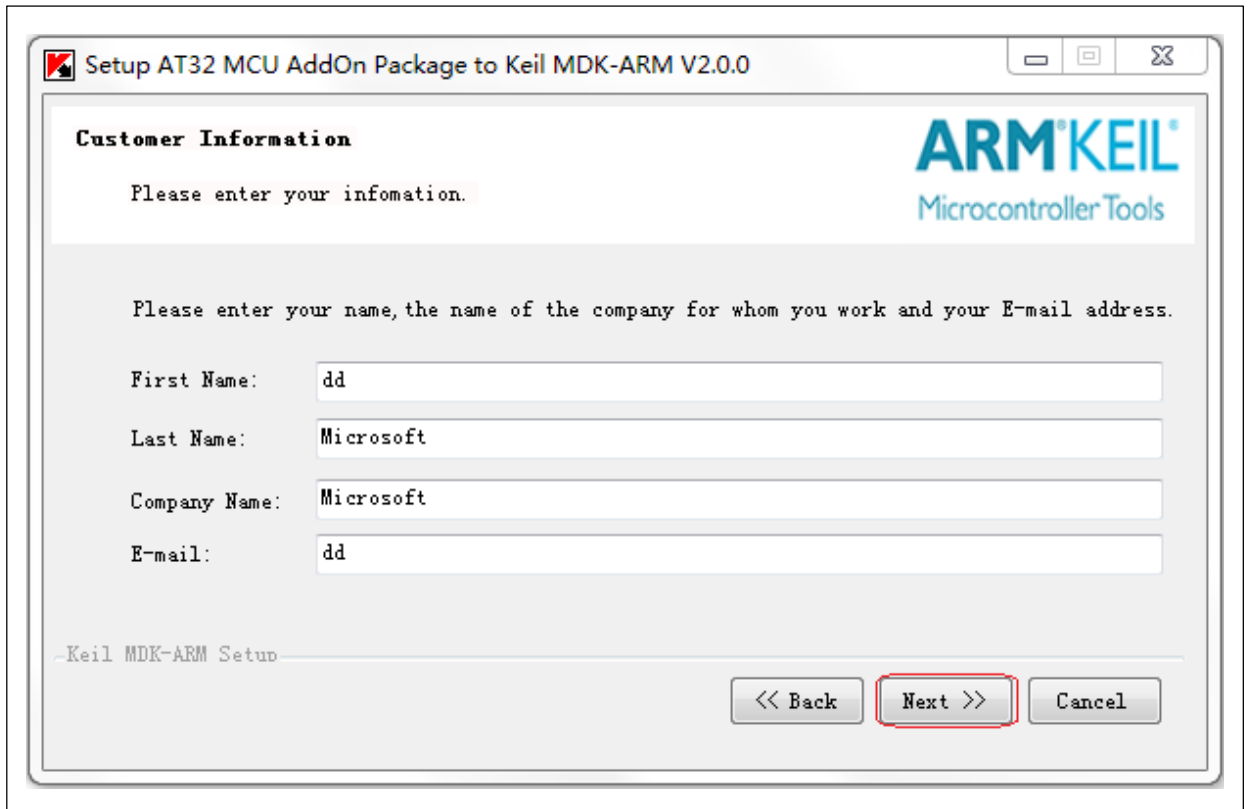 Setup AT32 MCU AddOn Package to Keil MDK-ARM V2.0.0
Customer Information
Please enter your infomation.
ARM®KEIL®
Microcontroller Tools
Please enter your name, the name of the company for whom you work and your E-mail address.
First Name: dd
Last Name: Microsoft
Company Name: Microsoft
E-mail: dd
Keil MDK-ARM Setup
<< Back Next >> Cancel